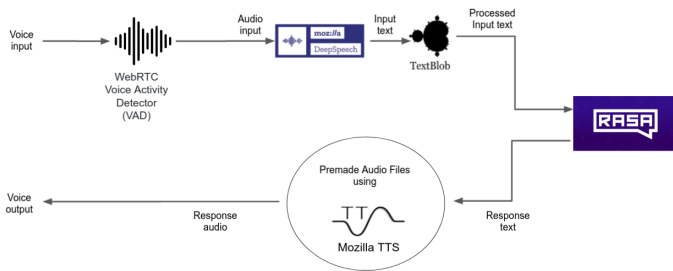 Voice
input
WebRTC
Voice Activity
Detector
(VAD)
Audio
input
moz://a
DeepSpeech
Input
text
TextBlob
Processed
Input text
RASA
Response
text
Premade Audio Files
using
TT
Mozilla TTS
Response
audio
Voice
output